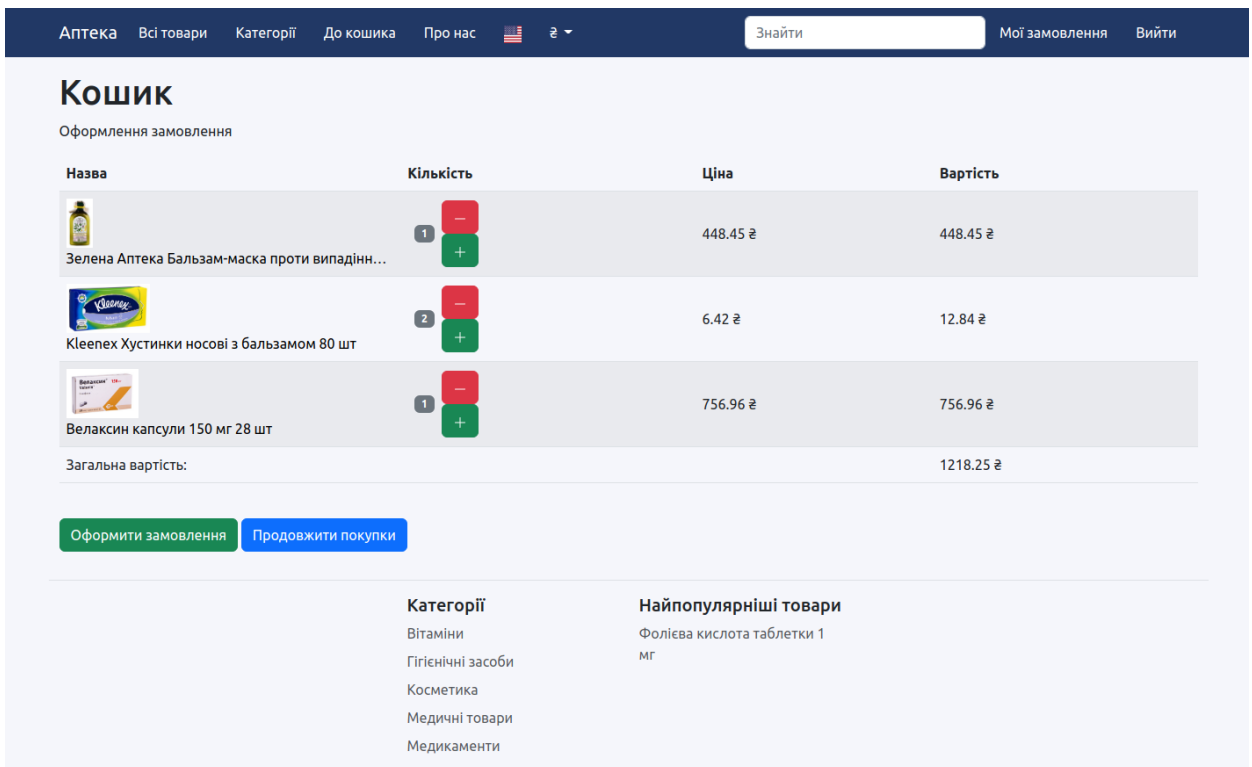 Аптека Всі товари Категорії До кошика Про нас ₴ Знайти Мої замовлення Вийти
Кошик
Оформлення замовлення
Назва Кількість Ціна Вартість
1 448.45 ₴ 448.45 ₴
Зелена Аптека Бальзам-маска проти випадінн...
Kleenex
2 6.42 ₴ 12.84 ₴
Kleenex Хустинки носові з бальзамом 80 шт
Велаксин
1 756.96 ₴ 756.96 ₴
Велаксин капсули 150 мг 28 шт
Загальна вартість: 1218.25 ₴
Оформити замовлення Продовжити покупки
Категорії
Вітаміни
Гігієнічні засоби
Косметика
Медичні товари
Медикаменти
Найпопулярніші товари
Фолієва кислота таблетки 1
мг